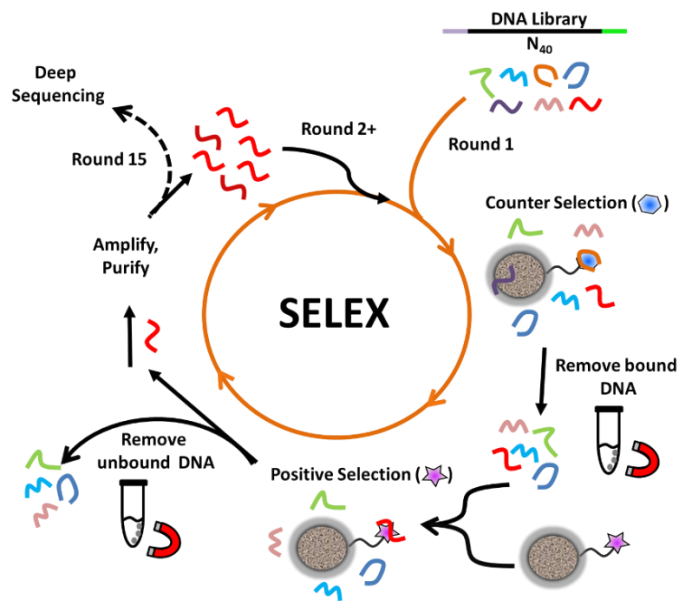 DNA Library
N40
Deep
Sequencing
Round 15
Round 2+
Round 1
Counter Selection ( )
Amplify,
Purify
SELEX
Remove bound
DNA
Remove
unbound DNA
Positive Selection ( )